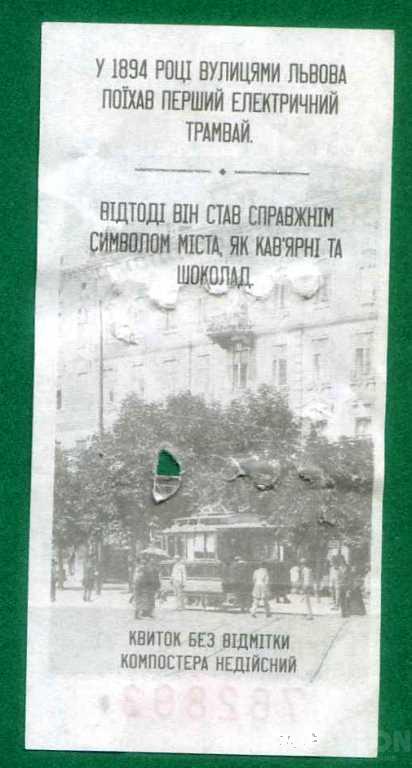 У 1894 РОЦІ ВУЛИЦЯМИ ЛЬВОВА
ПОЇХАВ ПЕРШИЙ ЕЛЕКТРИЧНИЙ
ТРАМВАЙ.
ВІДТОДІ ВІН СТАВ СПРАВЖНІМ
СИМВОЛОМ МІСТА, ЯК КАВ'ЯРНІ ТА
ШОКОЛАД.
КВИТОК БЕЗ ВІДМІТКИ
КОМПОСТЕРА НЕДІЙСНИЙ